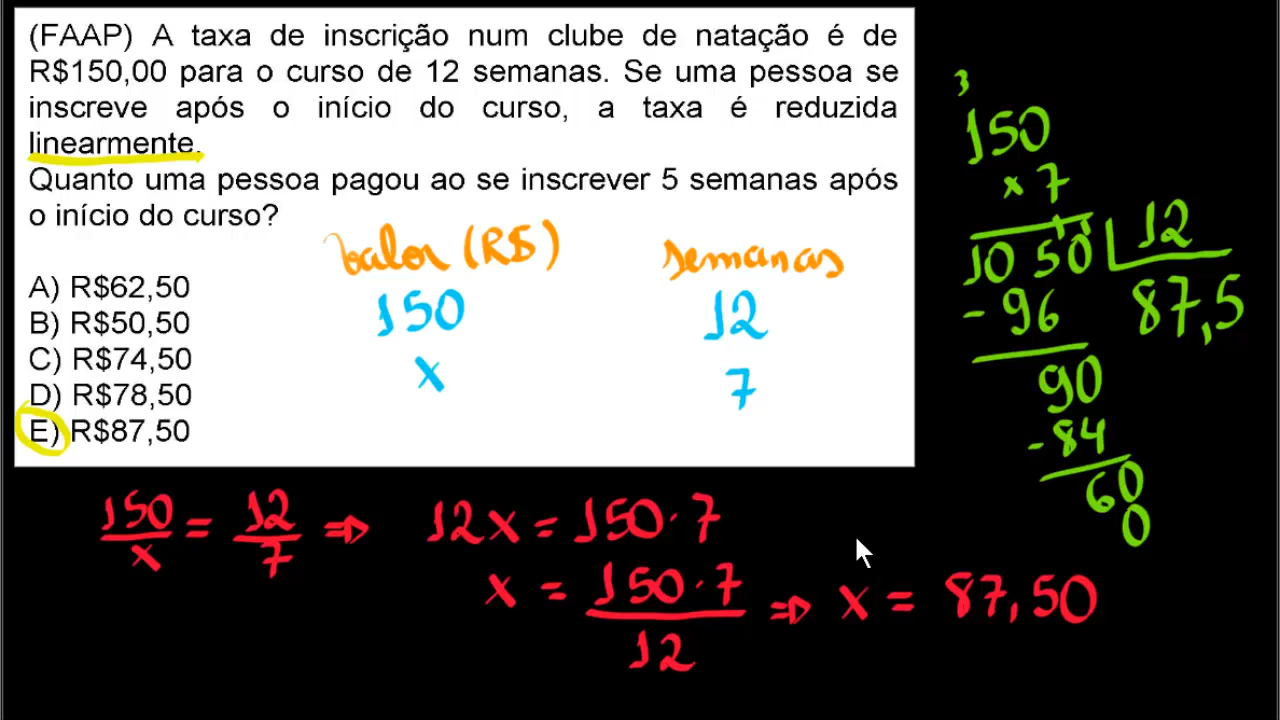 (FAAP) A taxa de inscrição num clube de natação é de
R$150,00 para o curso de 12 semanas. Se uma pessoa se
inscreve após o início do curso, a taxa é reduzida
linearmente.
Quanto uma pessoa pagou ao se inscrever 5 semanas após
o início do curso?
A) R$62,50
B) R$50,50
C) R$74,50
D) R$78,50
E) R$87,50
Valor (R$) semanas
150 12
x 7
150/x = 12/7 ⇒ 12x = 150·7
x = 150·7/12 ⇒ x = 87,50
3
150
x 7
1050 12
- 96 87,5
90
- 84
60
0